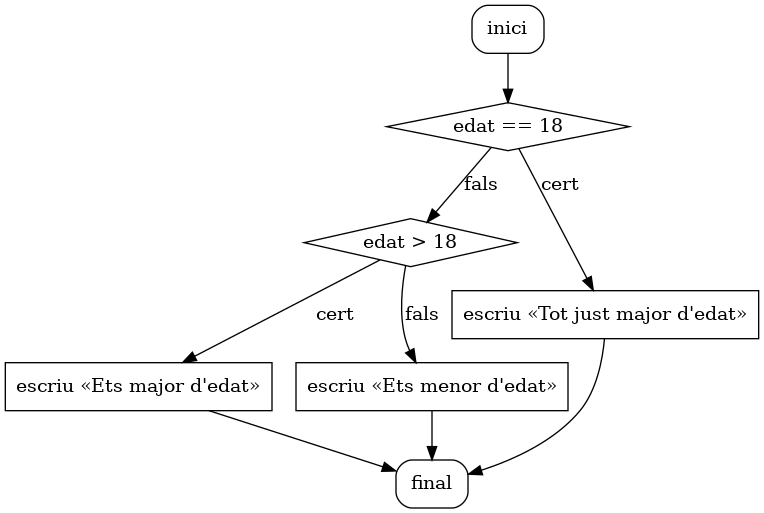 inici
edat == 18
fals
cert
edat > 18
cert
fals
escriu «Tot just major d'edat»
escriu «Ets major d'edat»
escriu «Ets menor d'edat»
final